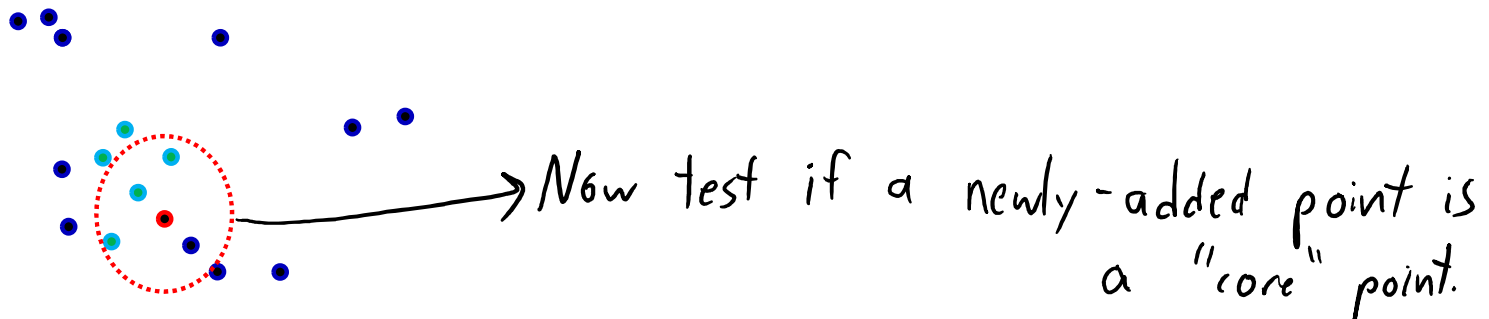 Now test if a newly-added point is
a "core" point.